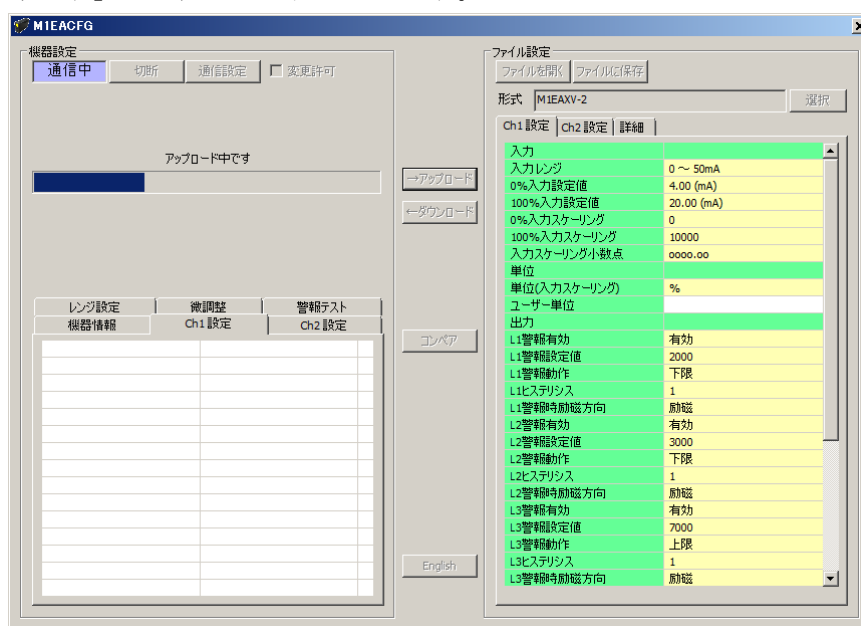 M1EACFG
機器設定
通信中
切断
通信設定
変更許可
アップロード中です
レンジ設定
微調整
警報テスト
機器情報
Ch1設定
Ch2設定
→アップロード
←ダウンロード
コンペア
English
ファイル設定
ファイルを開く
ファイルに保存
形式 M1EAXV-2
選択
Ch1設定 Ch2設定 詳細
入力
入力レンジ 0 ～ 50mA
0%入力設定値 4.00 (mA)
100%入力設定値 20.00 (mA)
0%入力スケーリング 0
100%入力スケーリング 10000
入力スケーリング小数点 oooo.oo
単位
単位(入力スケーリング) %
ユーザー単位
出力
L1警報有効 有効
L1警報設定値 2000
L1警報動作 下限
L1ヒステリシス 1
L1警報時励磁方向 励磁
L2警報有効 有効
L2警報設定値 3000
L2警報動作 下限
L2ヒステリシス 1
L2警報時励磁方向 励磁
L3警報有効 有効
L3警報設定値 7000
L3警報動作 上限
L3ヒステリシス 1
L3警報時励磁方向 励磁